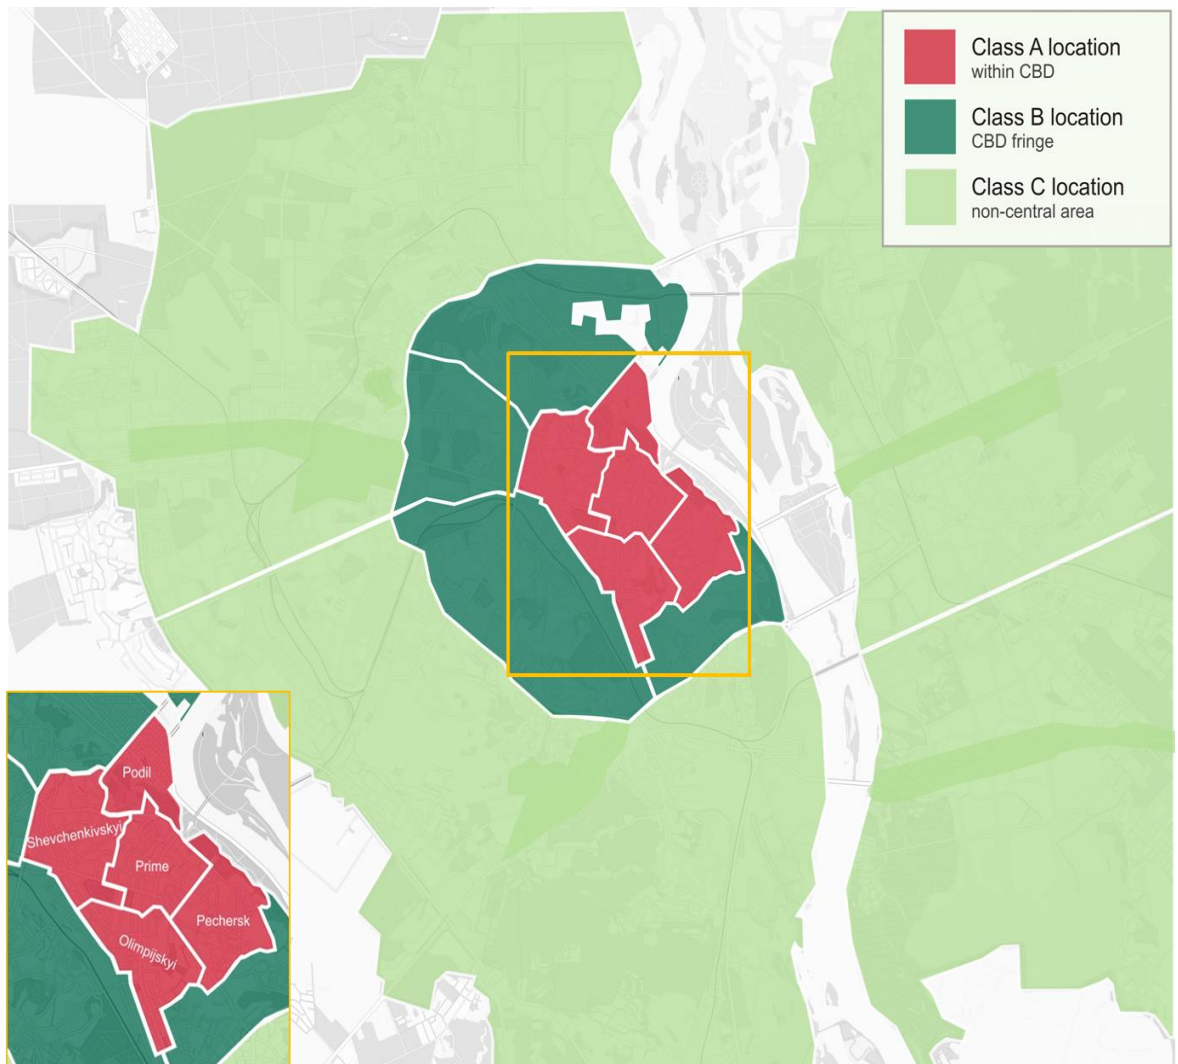 Class A location
within CBD
Class B location
CBD fringe
Class C location
non-central area
Podil
Shevchenkivskyi
Prime
Pechersk
Olimpijskyi